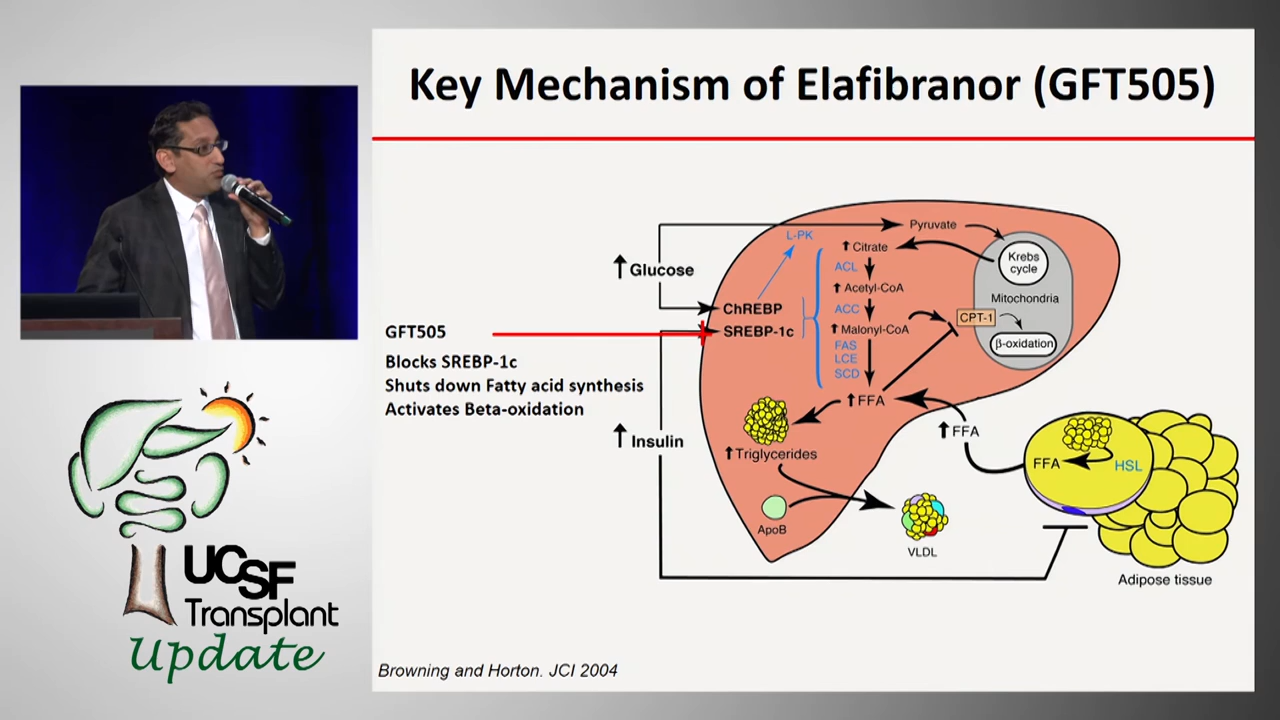 Key Mechanism of Elafibranor (GFT505)
L-PK
Pyruvate
↑ Citrate
Krebs
cycle
↑ Glucose
ACL
↑ Acetyl-CoA
Mitochondria
ChREBP
ACC
CPT-1
GFT505
SREBP-1c
↑ Malonyl-CoA
β-oxidation
FAS
LCE
SCD
Blocks SREBP-1c
Shuts down Fatty acid synthesis
Activates Beta-oxidation
↑ FFA
↑ Insulin
↑ FFA
↑ Triglycerides
FFA
HSL
ApoB
VLDL
Adipose tissue
UCSF
Transplant
Update
Browning and Horton. JCI 2004